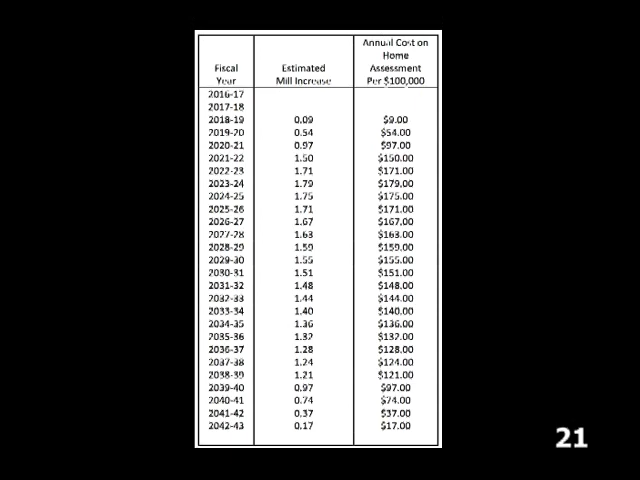 Annual Cost on
Home
Fiscal Estimated Assessment
Year Mill Increase Per $100,000
2016-17
2017-18
2018-19 0.09 $9.00
2019-20 0.54 $54.00
2020-21 0.97 $97.00
2021-22 1.50 $150.00
2022-23 1.71 $171.00
2023-24 1.79 $179.00
2024-25 1.75 $175.00
2025-26 1.71 $171.00
2026-27 1.67 $167.00
2027-28 1.63 $163.00
2028-29 1.59 $159.00
2029-30 1.55 $155.00
2030-31 1.51 $151.00
2031-32 1.48 $148.00
2032-33 1.44 $144.00
2033-34 1.40 $140.00
2034-35 1.36 $136.00
2035-36 1.32 $132.00
2036-37 1.28 $128.00
2037-38 1.24 $124.00
2038-39 1.21 $121.00
2039-40 0.97 $97.00
2040-41 0.74 $74.00
2041-42 0.37 $37.00
2042-43 0.17 $17.00
21